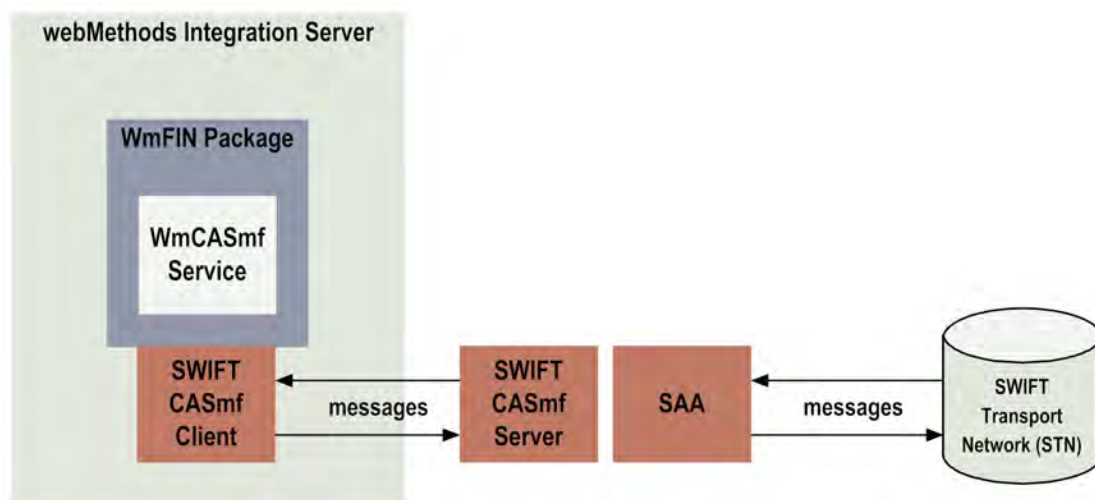 webMethods Integration Server
WmFIN Package
WmCASmf
Service
SWIFT
CASmf
Client
messages
SWIFT
CASmf
Server
SAA
messages
SWIFT
Transport
Network (STN)